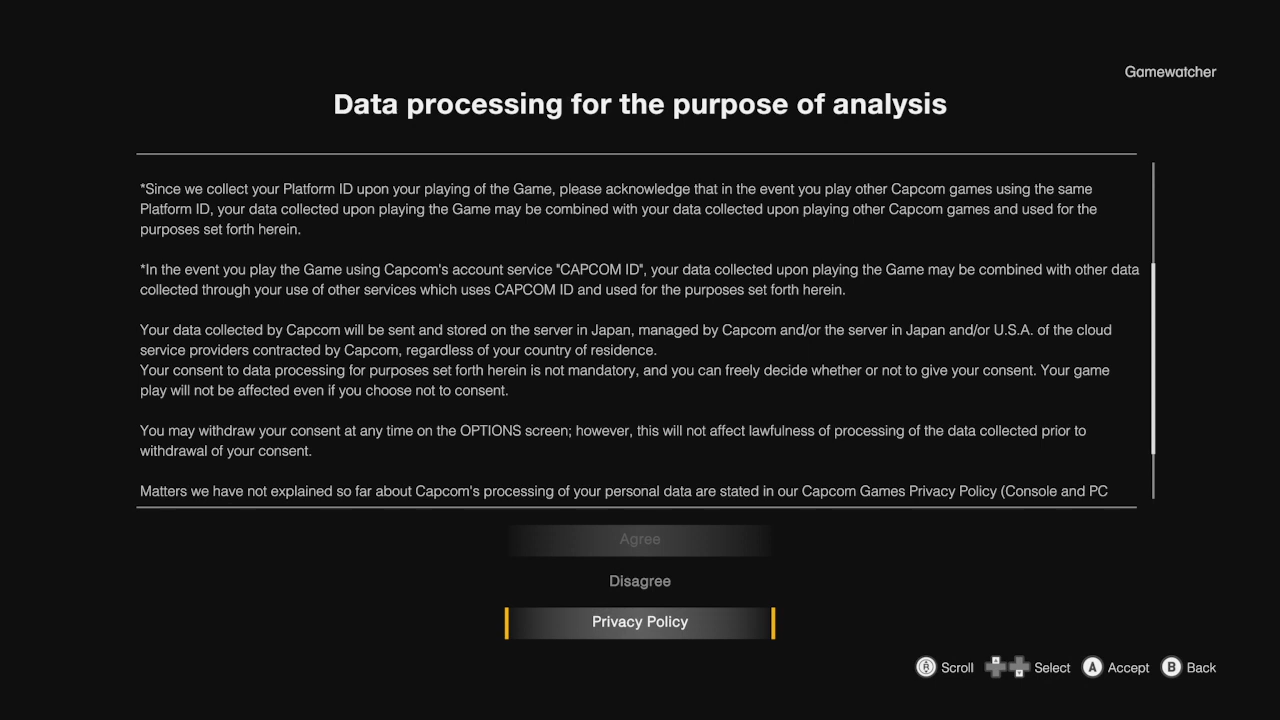 Gamewatcher
Data processing for the purpose of analysis
*Since we collect your Platform ID upon your playing of the Game, please acknowledge that in the event you play other Capcom games using the same
Platform ID, your data collected upon playing the Game may be combined with your data collected upon playing other Capcom games and used for the
purposes set forth herein.
*In the event you play the Game using Capcom's account service "CAPCOM ID", your data collected upon playing the Game may be combined with other data
collected through your use of other services which uses CAPCOM ID and used for the purposes set forth herein.
Your data collected by Capcom will be sent and stored on the server in Japan, managed by Capcom and/or the server in Japan and/or U.S.A. of the cloud
service providers contracted by Capcom, regardless of your country of residence.
Your consent to data processing for purposes set forth herein is not mandatory, and you can freely decide whether or not to give your consent. Your game
play will not be affected even if you choose not to consent.
You may withdraw your consent at any time on the OPTIONS screen; however, this will not affect lawfulness of processing of the data collected prior to
withdrawal of your consent.
Matters we have not explained so far about Capcom's processing of your personal data are stated in our Capcom Games Privacy Policy (Console and PC
Agree
Disagree
Privacy Policy
R Scroll Select A Accept B Back